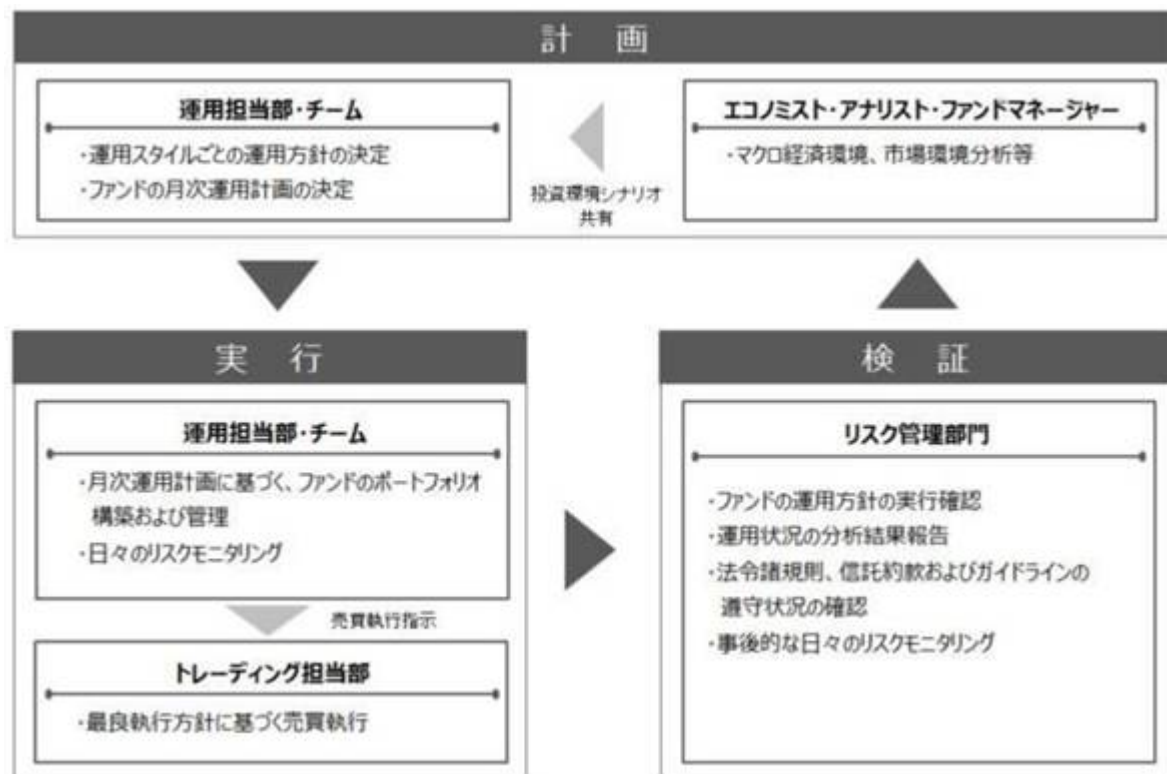 計 画
運用担当部・チーム
・運用スタイルごとの運用方針の決定
・ファンドの月次運用計画の決定
投資環境シナリオ
共有
エコノミスト・アナリスト・ファンドマネージャー
・マクロ経済環境、市場環境分析等
実 行
運用担当部・チーム
・月次運用計画に基づく、ファンドのポートフォリオ
構築および管理
・日々のリスクモニタリング
売買執行指示
トレーディング担当部
・最良執行方針に基づく売買執行
検 証
リスク管理部門
・ファンドの運用方針の実行確認
・運用状況の分析結果報告
・法令諸規則、信託約款およびガイドラインの
遵守状況の確認
・事後的な日々のリスクモニタリング